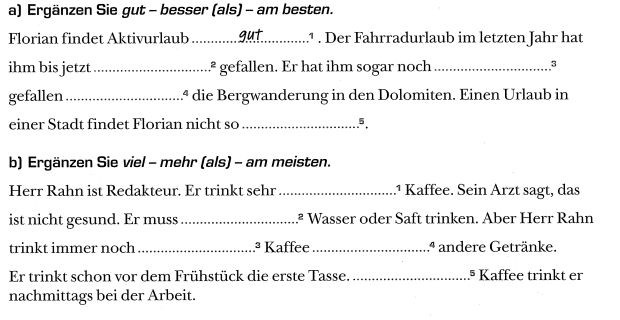 a) Ergänzen Sie gut – besser (als) – am besten.
Florian findet Aktivurlaub ............gut............¹ . Der Fahrradurlaub im letzten Jahr hat
ihm bis jetzt ..............................² gefallen. Er hat ihm sogar noch ..............................³
gefallen ..............................⁴ die Bergwanderung in den Dolomiten. Einen Urlaub in
einer Stadt findet Florian nicht so ..............................⁵.
b) Ergänzen Sie viel – mehr (als) – am meisten.
Herr Rahn ist Redakteur. Er trinkt sehr ..............................¹ Kaffee. Sein Arzt sagt, das
ist nicht gesund. Er muss ..............................² Wasser oder Saft trinken. Aber Herr Rahn
trinkt immer noch ..............................³ Kaffee ..............................⁴ andere Getränke.
Er trinkt schon vor dem Frühstück die erste Tasse. ..............................⁵ Kaffee trinkt er
nachmittags bei der Arbeit.